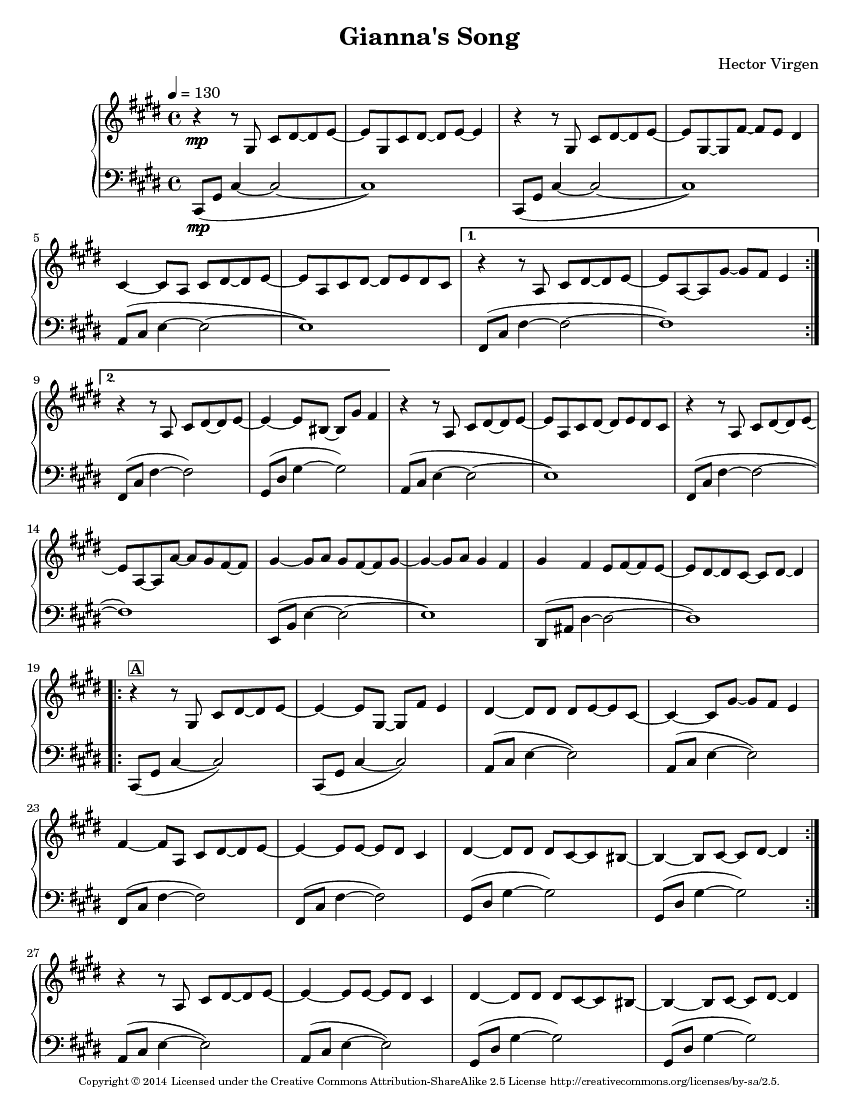 Gianna's Song
Hector Virgen
= 130
mp
mp
5
1.
9
2.
14
19
A
23
27
Copyright © 2014 Licensed under the Creative Commons Attribution-ShareAlike 2.5 License http://creativecommons.org/licenses/by-sa/2.5.